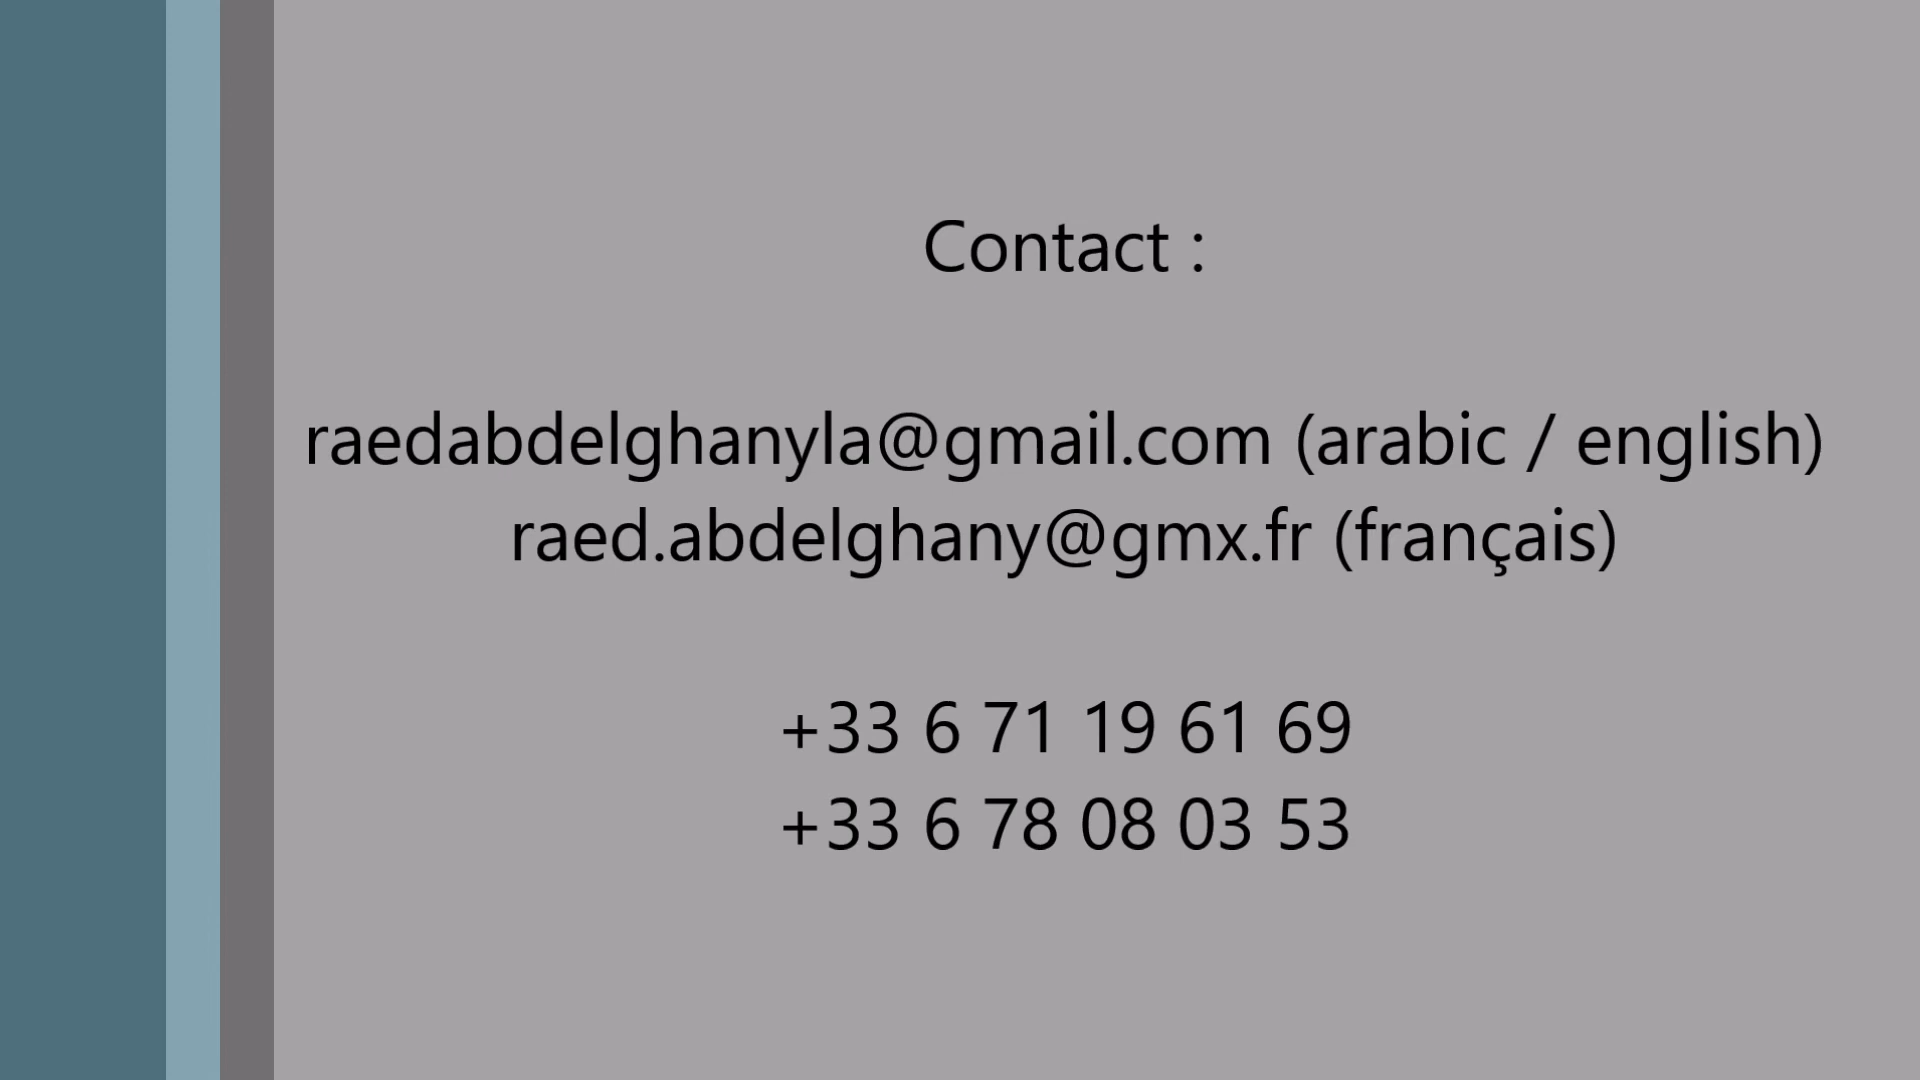 Contact :
raedabdelghanyla@gmail.com (arabic / english)
raed.abdelghany@gmx.fr (français)
+33 6 71 19 61 69
+33 6 78 08 03 53